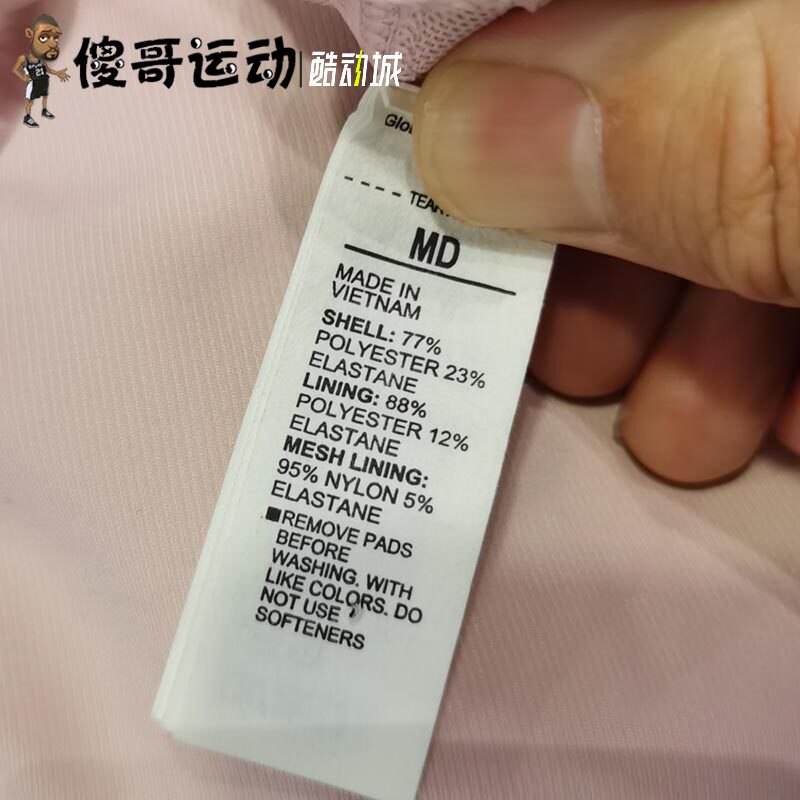 傻哥运动|酷动城
TEAR
MD
MADE IN
VIETNAM
SHELL: 77%
POLYESTER 23%
ELASTANE
LINING: 88%
POLYESTER 12%
ELASTANE
MESH LINING:
95% NYLON 5%
ELASTANE
■REMOVE PADS
BEFORE
WASHING. WITH
LIKE COLORS. DO
NOT USE
SOFTENERS